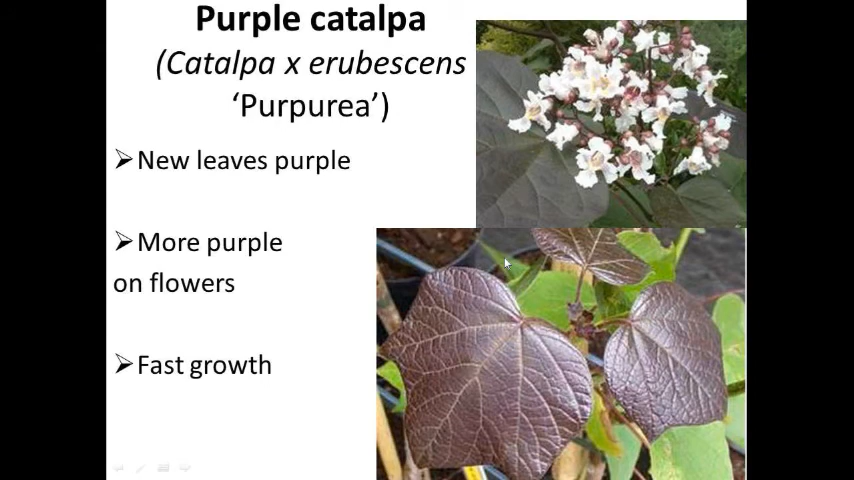 Purple catalpa
(Catalpa x erubescens
‘Purpurea’)
➢New leaves purple
➢More purple
on flowers
➢Fast growth